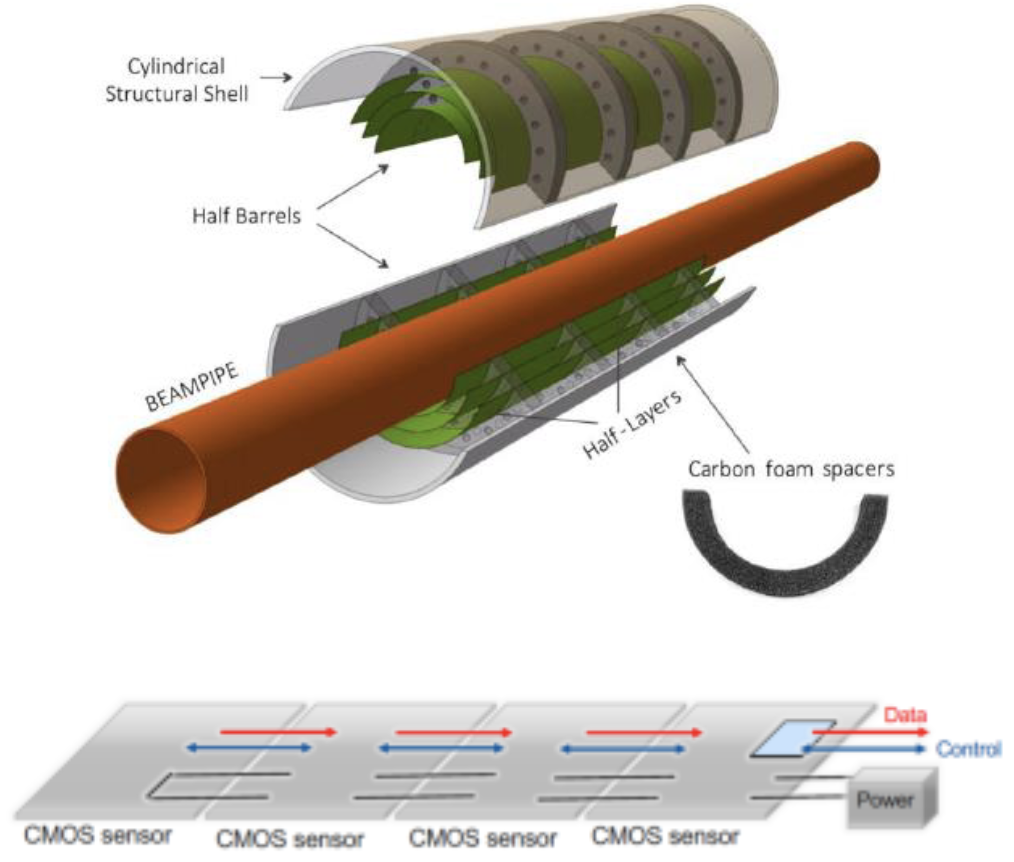 Cylindrical
Structural Shell
Half Barrels
BEAMPIPE
Half-Layers
Carbon foam spacers
Data
Control
Power
CMOS sensor
CMOS sensor
CMOS sensor
CMOS sensor